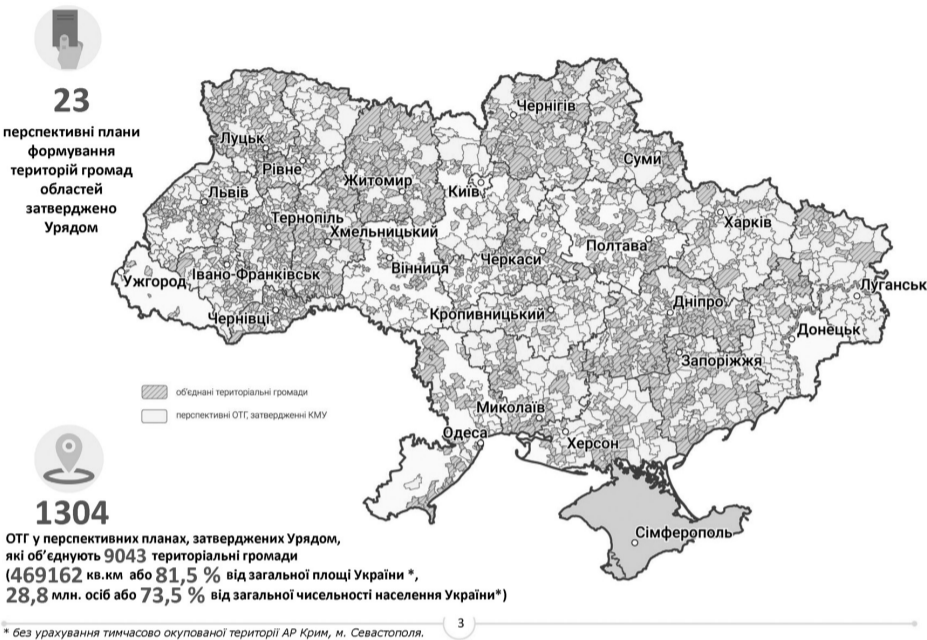 23
перспективні плани
формування
територій громад
областей
затверджено
Урядом
Чернігів
Луцьк
Суми
Рівне
Житомир
Київ
Львів
Харків
Тернопіль
Хмельницький
Полтава
Черкаси
Вінниця
Івано-Франківськ
Ужгород
Луганськ
Дніпро
Кропивницький
Чернівці
Донецьк
Запоріжжя
об'єднані територіальні громади
перспективні ОТГ, затвердженні КМУ
Миколаїв
Одеса
Херсон
Сімферополь
1304
ОТГ у перспективних планах, затверджених Урядом,
які об’єднують 9043 територіальні громади
(469162 кв.км або 81,5 % від загальної площі України *,
28,8 млн. осіб або 73,5 % від загальної чисельності населення України*)
3
* без урахування тимчасово окупованої території АР Крим, м. Севастополя.